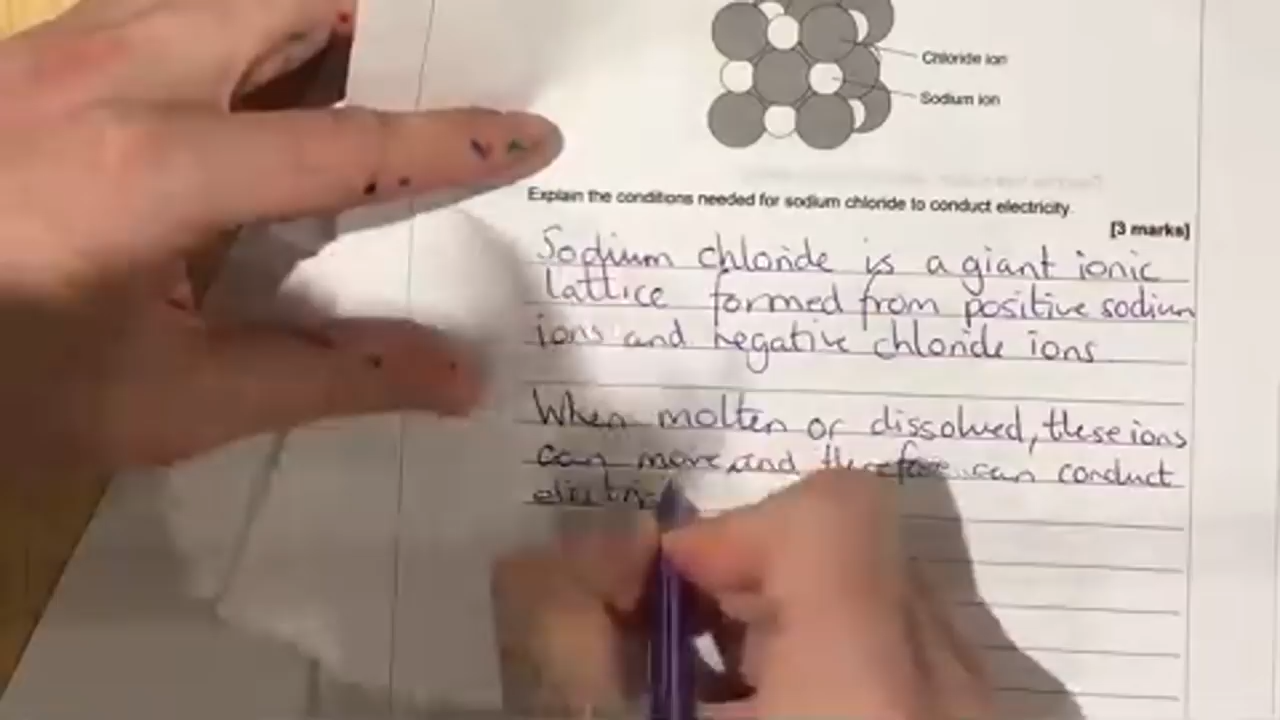 Chloride ion
Sodium ion
Explain the conditions needed for sodium chloride to conduct electricity.
[3 marks]
Sodium chloride is a giant ionic
lattice formed from positive sodium
ions and negative chloride ions
When molten or dissolved, these ions
can move and therefore can conduct
electric